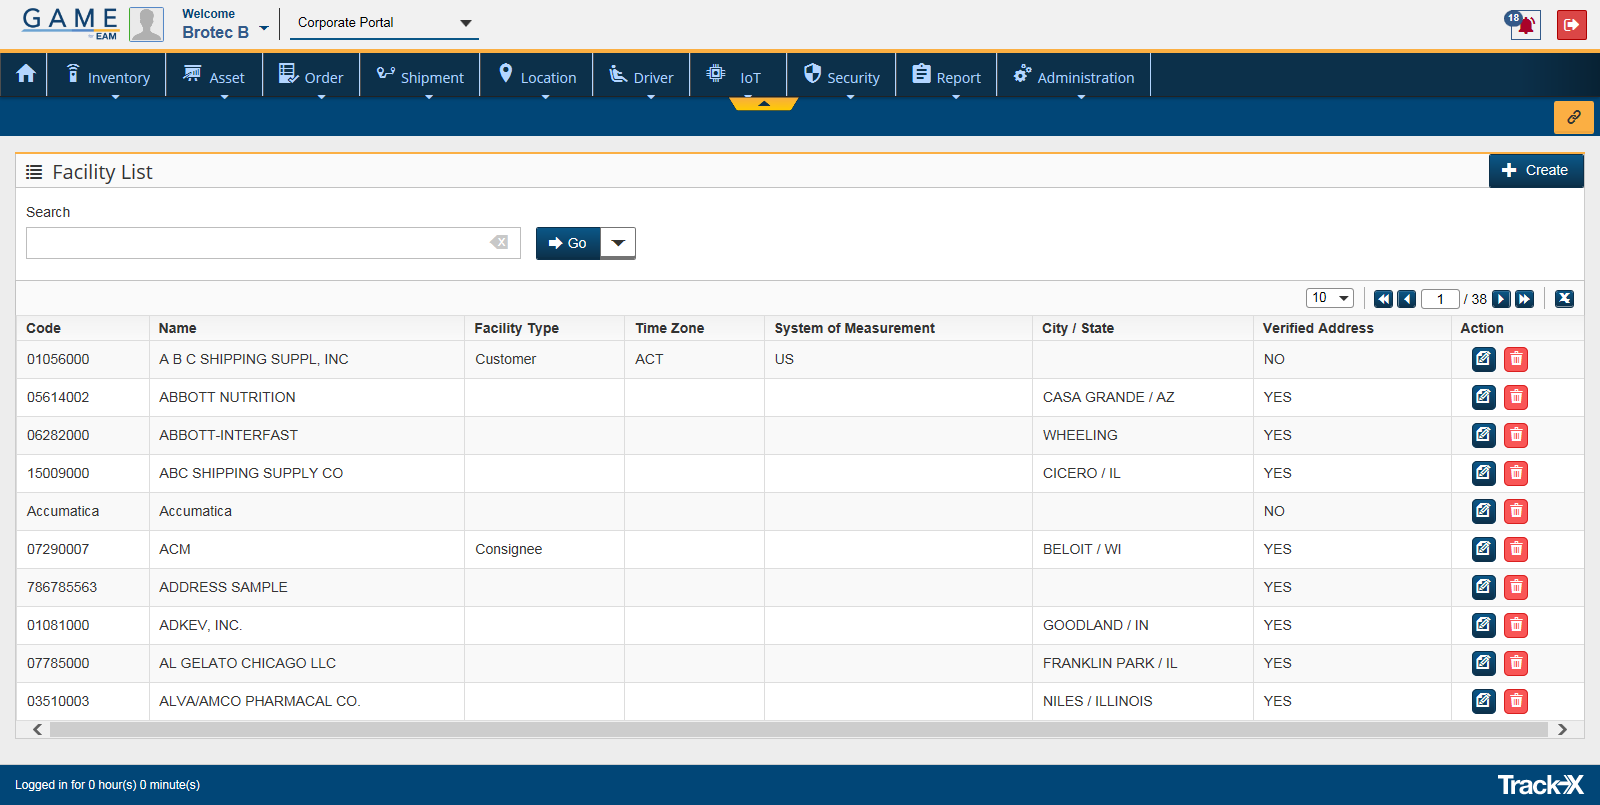 GAME
EAM
Welcome
Brotec B
Corporate Portal
18
Inventory
Asset
Order
Shipment
Location
Driver
IoT
Security
Report
Administration
Facility List
Create
Search
Go
10
1 / 38
Code Name Facility Type Time Zone System of Measurement City / State Verified Address Action
01056000 A B C SHIPPING SUPPL, INC Customer ACT US NO
05614002 ABBOTT NUTRITION CASA GRANDE / AZ YES
06282000 ABBOTT-INTERFAST WHEELING YES
15009000 ABC SHIPPING SUPPLY CO CICERO / IL YES
Accumatica Accumatica NO
07290007 ACM Consignee BELOIT / WI YES
786785563 ADDRESS SAMPLE YES
01081000 ADKEV, INC. GOODLAND / IN YES
07785000 AL GELATO CHICAGO LLC FRANKLIN PARK / IL YES
03510003 ALVA/AMCO PHARMACAL CO. NILES / ILLINOIS YES
Logged in for 0 hour(s) 0 minute(s)
Track-X